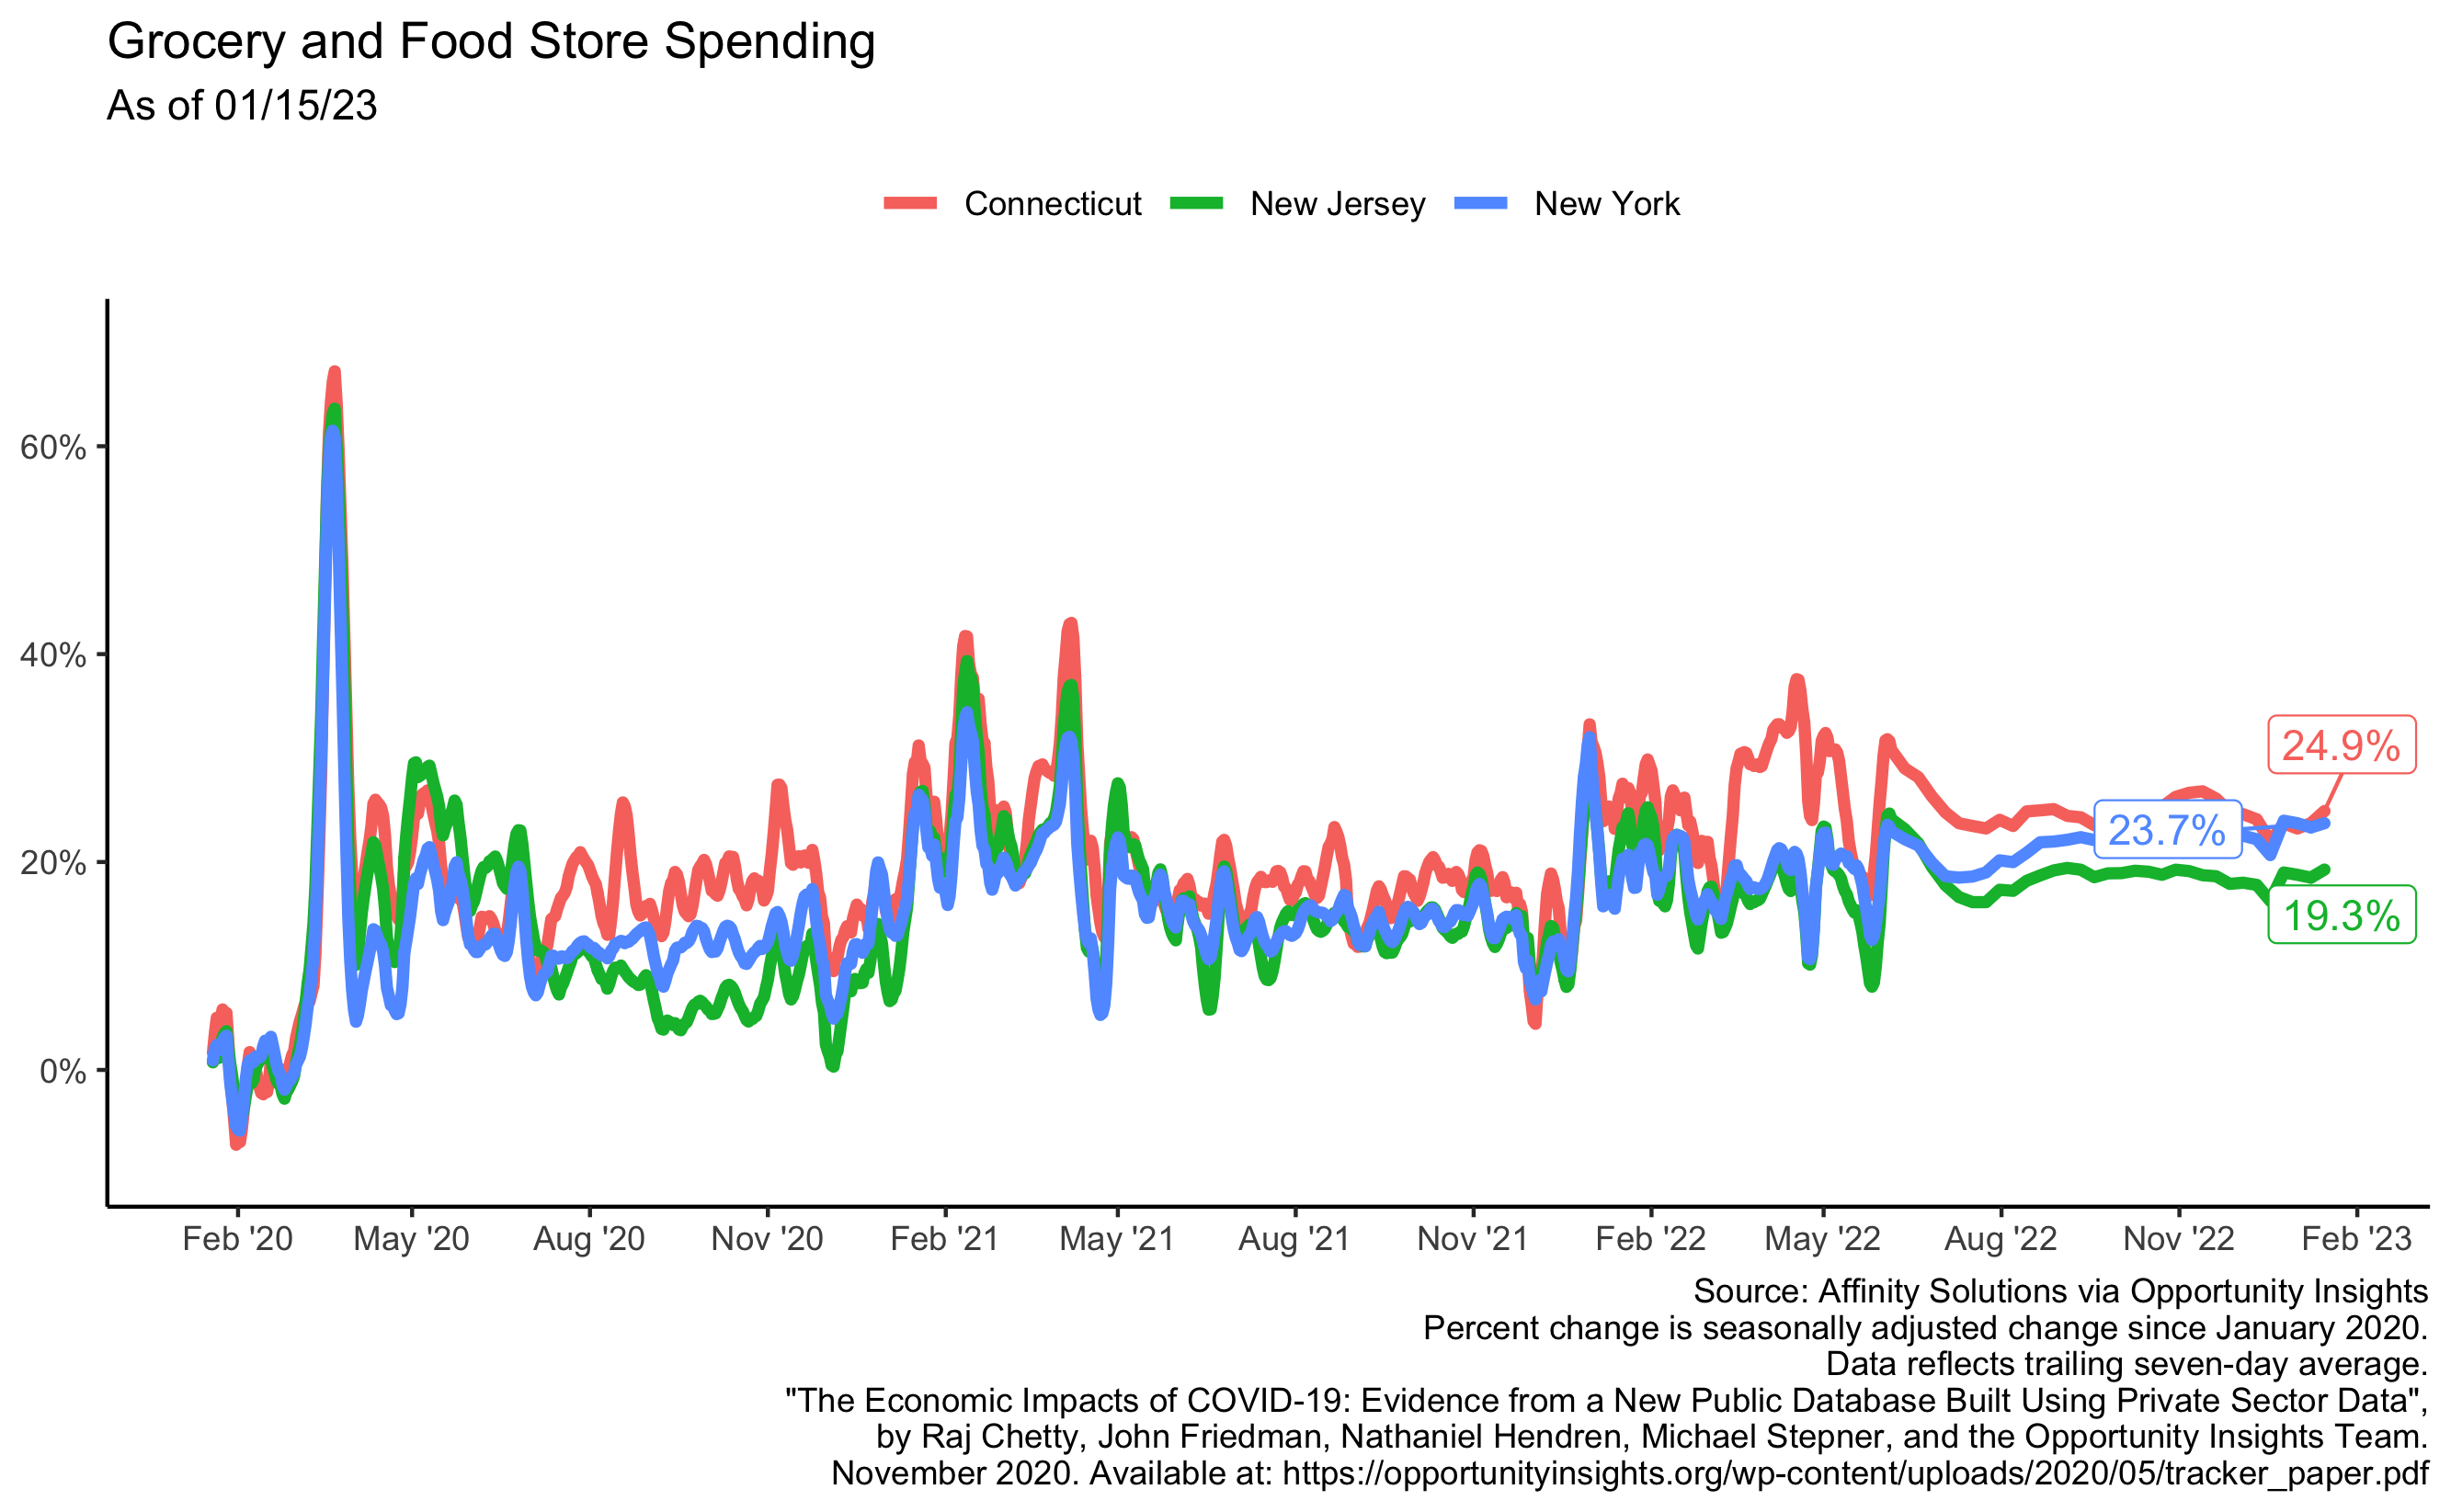 Grocery and Food Store Spending
As of 01/15/23
Connecticut New Jersey New York
60%
40%
20%
0%
24.9%
23.7%
19.3%
Feb '20 May '20 Aug '20 Nov '20 Feb '21 May '21 Aug '21 Nov '21 Feb '22 May '22 Aug '22 Nov '22 Feb '23
Source: Affinity Solutions via Opportunity Insights
Percent change is seasonally adjusted change since January 2020.
Data reflects trailing seven-day average.
"The Economic Impacts of COVID-19: Evidence from a New Public Database Built Using Private Sector Data",
by Raj Chetty, John Friedman, Nathaniel Hendren, Michael Stepner, and the Opportunity Insights Team.
November 2020. Available at: https://opportunityinsights.org/wp-content/uploads/2020/05/tracker_paper.pdf